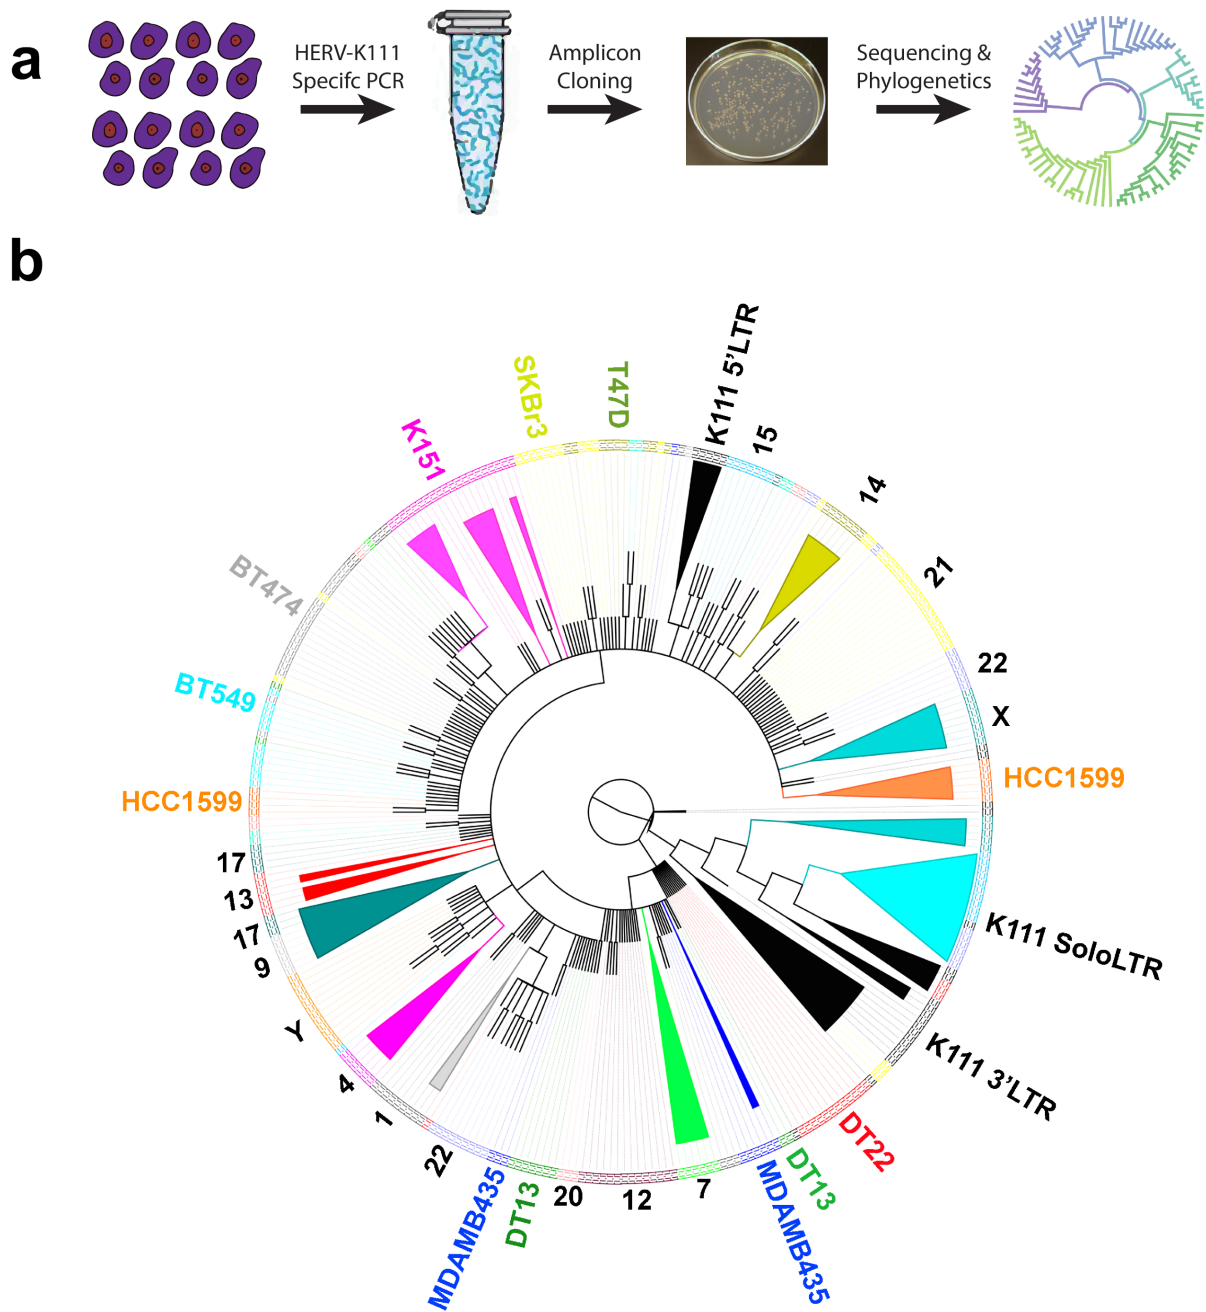 a
HERV-K111
Specifc PCR
Amplicon
Cloning
Sequencing &
Phylogenetics
b
K111 5'LTR
15
14
21
22
X
HCC1599
K111 SoloLTR
K111 3'LTR
DT22
DT13
MDAMB435
7
12
20
DT13
MDAMB435
22
1
4
Y
9
17
13
17
HCC1599
BT549
BT474
K151
SKBr3
T47D